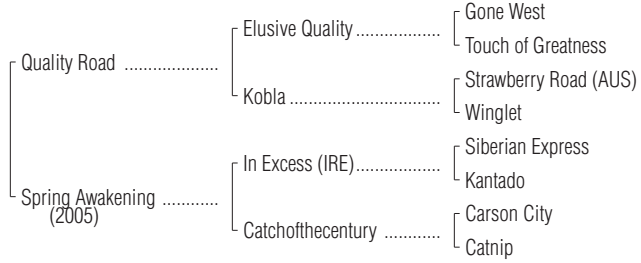 Gone West
Elusive Quality ..................
Touch of Greatness
Quality Road ....................
Strawberry Road (AUS)
Kobla ................................
Winglet
Siberian Express
In Excess (IRE)..................
Kantado
Spring Awakening ............
(2005)
Carson City
Catchofthecentury ............
Catnip